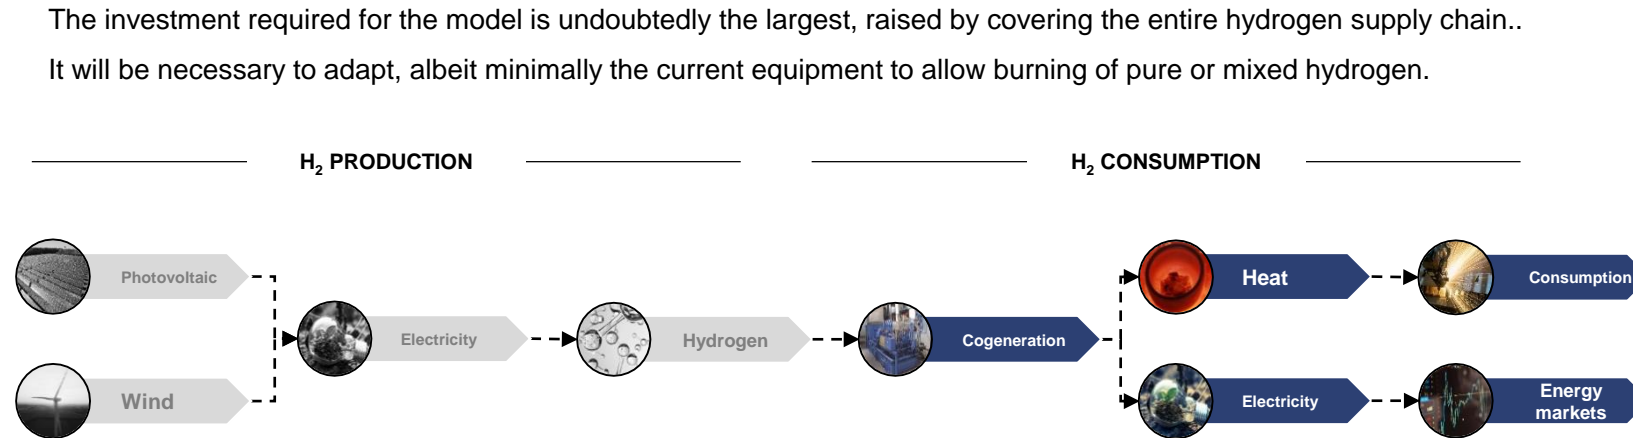 The investment required for the model is undoubtedly the largest, raised by covering the entire hydrogen supply chain..
It will be necessary to adapt, albeit minimally the current equipment to allow burning of pure or mixed hydrogen.
H₂ PRODUCTION
H₂ CONSUMPTION
Photovoltaic
Wind
Electricity
Hydrogen
Cogeneration
Heat
Consumption
Electricity
Energy
markets